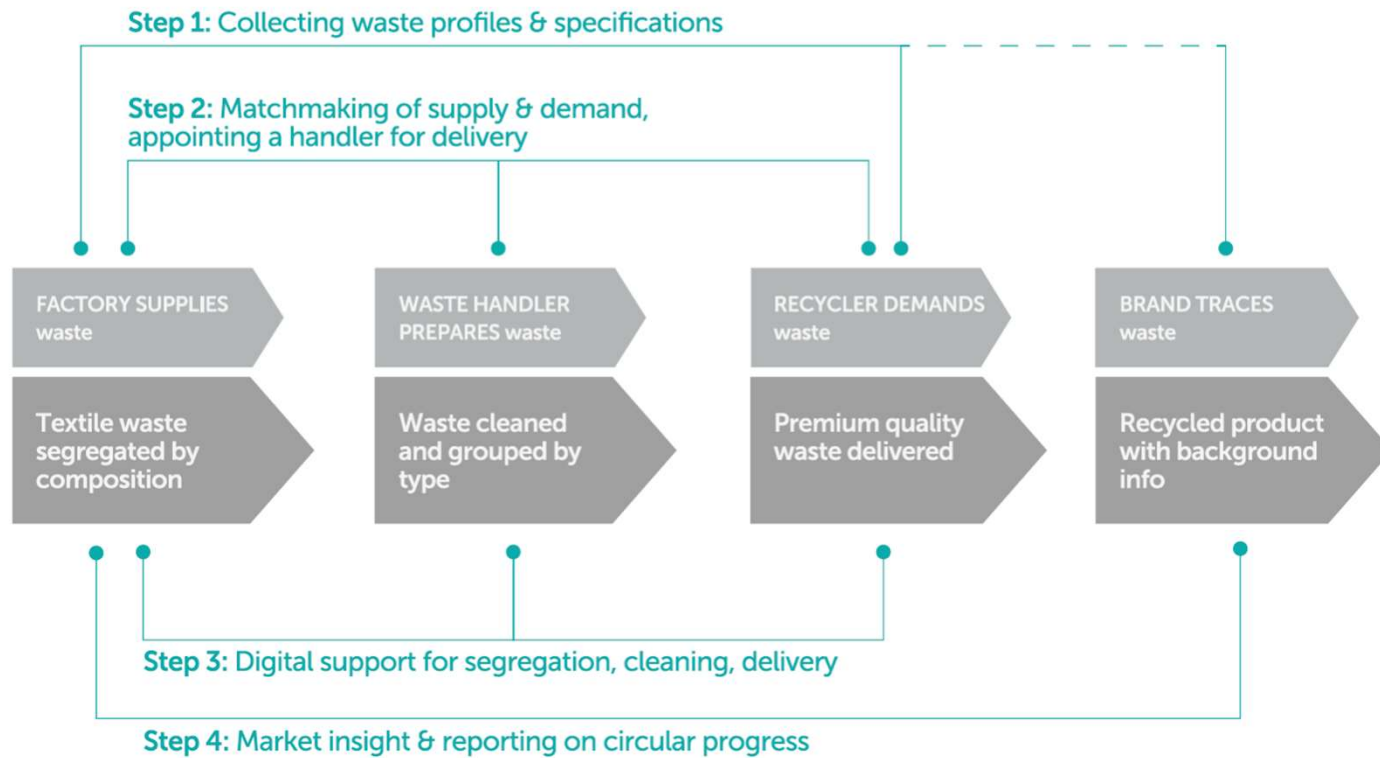 Step 1: Collecting waste profiles & specifications
Step 2: Matchmaking of supply & demand,
appointing a handler for delivery
FACTORY SUPPLIES
waste
WASTE HANDLER
PREPARES waste
RECYCLER DEMANDS
waste
BRAND TRACES
waste
Textile waste
segregated by
composition
Waste cleaned
and grouped by
type
Premium quality
waste delivered
Recycled product
with background
info
Step 3: Digital support for segregation, cleaning, delivery
Step 4: Market insight & reporting on circular progress